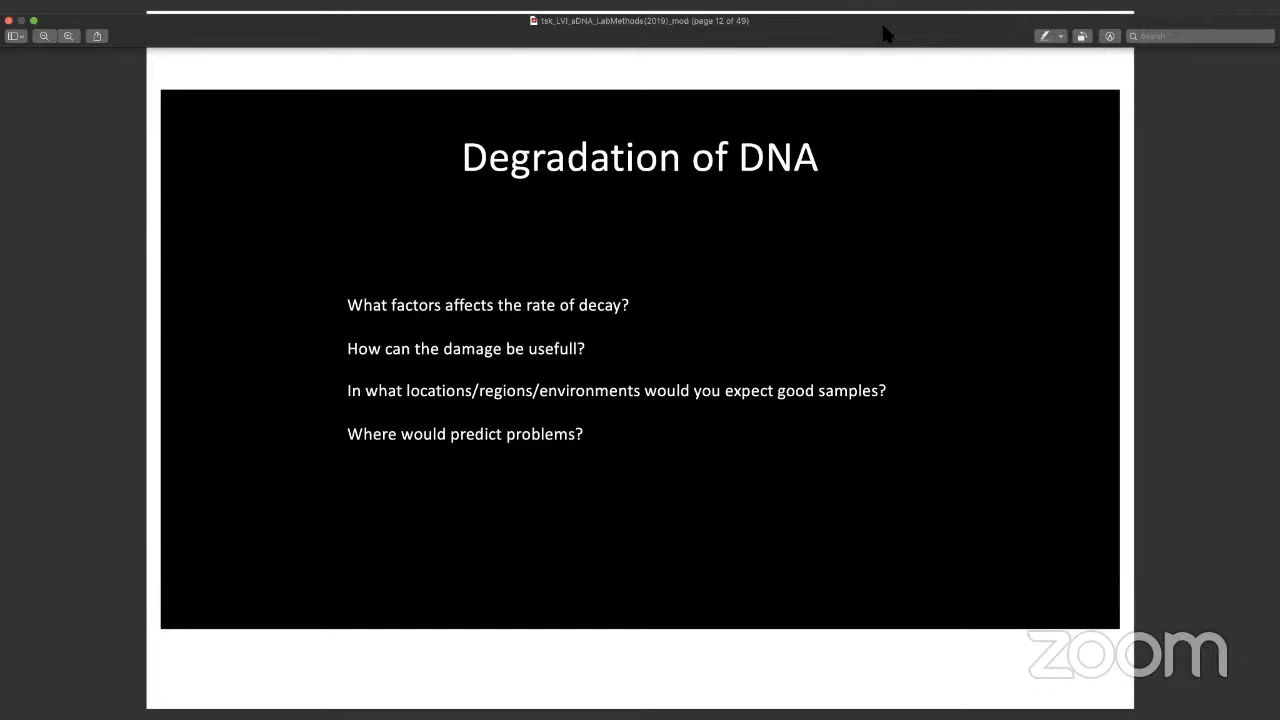 tsk_LVI_aDNA_LabMethods(2019)_mod (page 12 of 49)
Search
Degradation of DNA
What factors affects the rate of decay?
How can the damage be usefull?
In what locations/regions/environments would you expect good samples?
Where would predict problems?
zoom